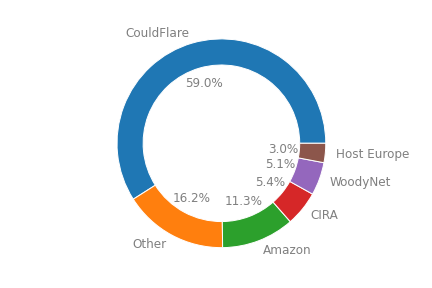 CouldFlare
59.0%
3.0%
Host Europe
5.1%
5.4%
WoodyNet
16.2%
11.3%
CIRA
Other
Amazon